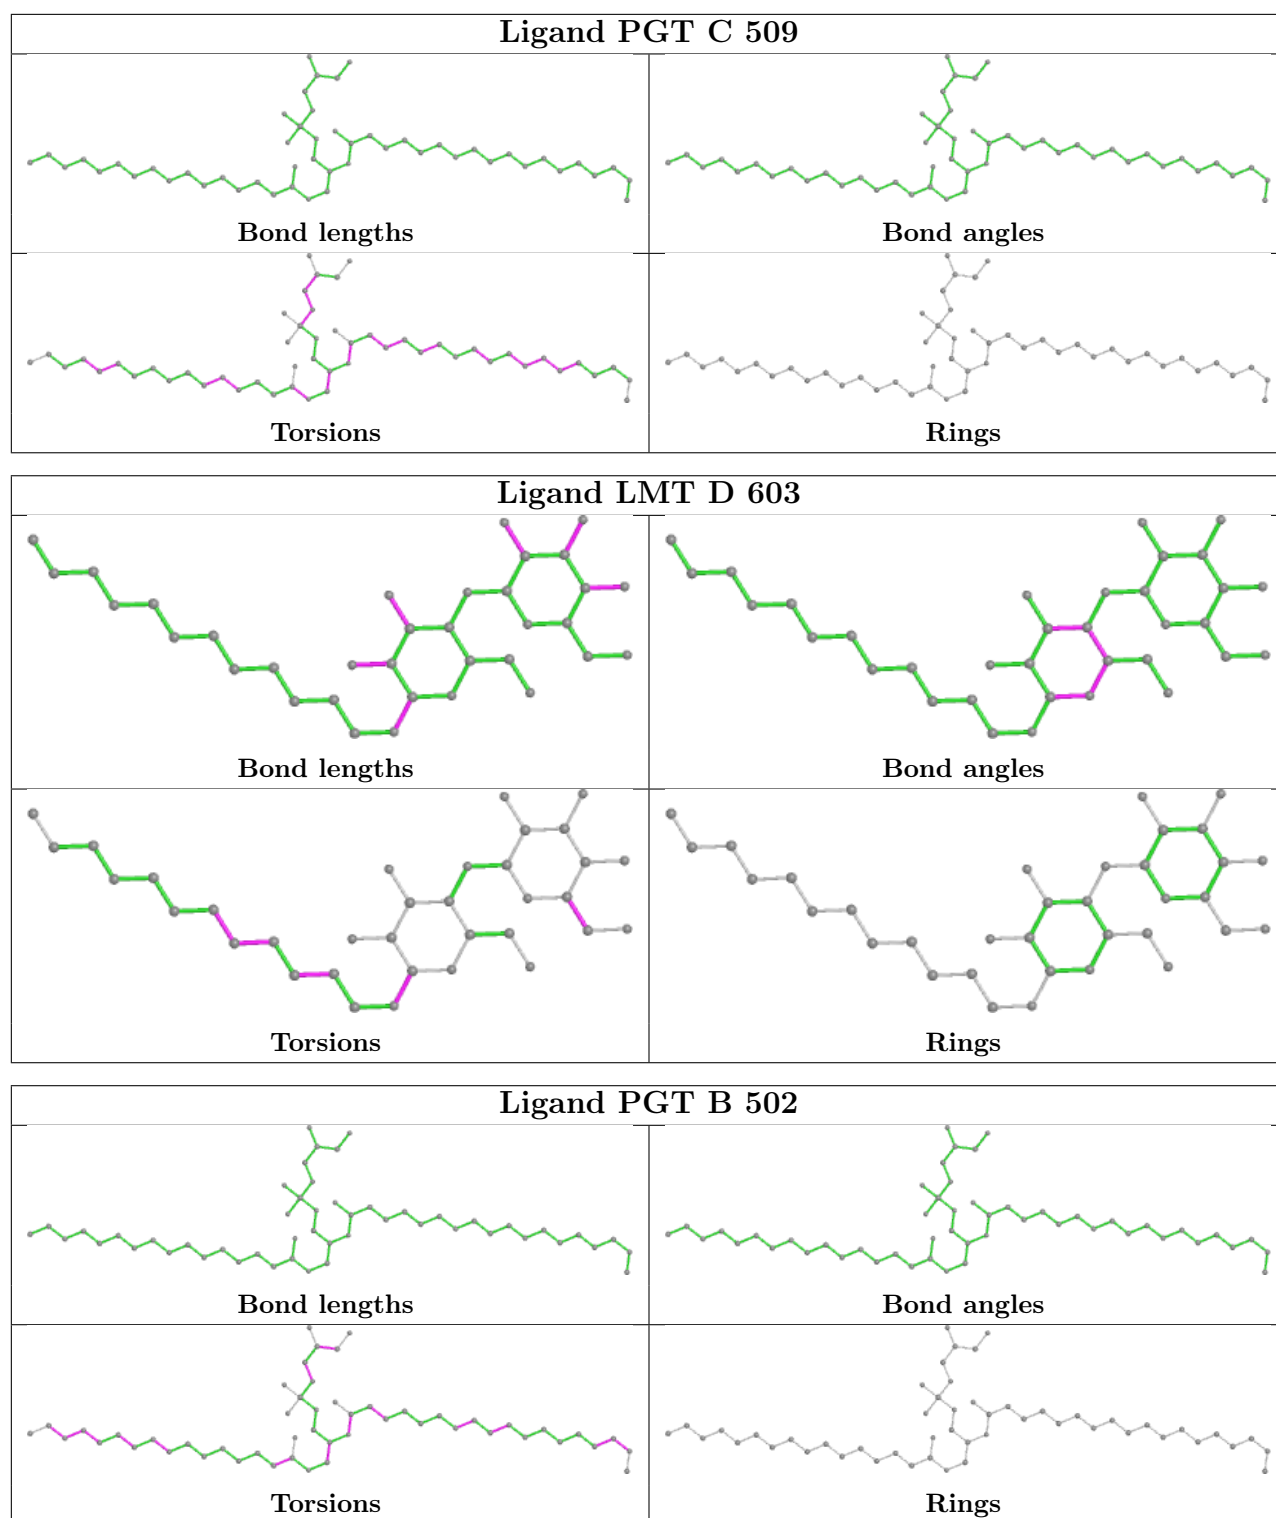 Ligand PGT C 509
Bond lengths
Bond angles
Torsions
Rings
Ligand LMT D 603
Bond lengths
Bond angles
Torsions
Rings
Ligand PGT B 502
Bond lengths
Bond angles
Torsions
Rings